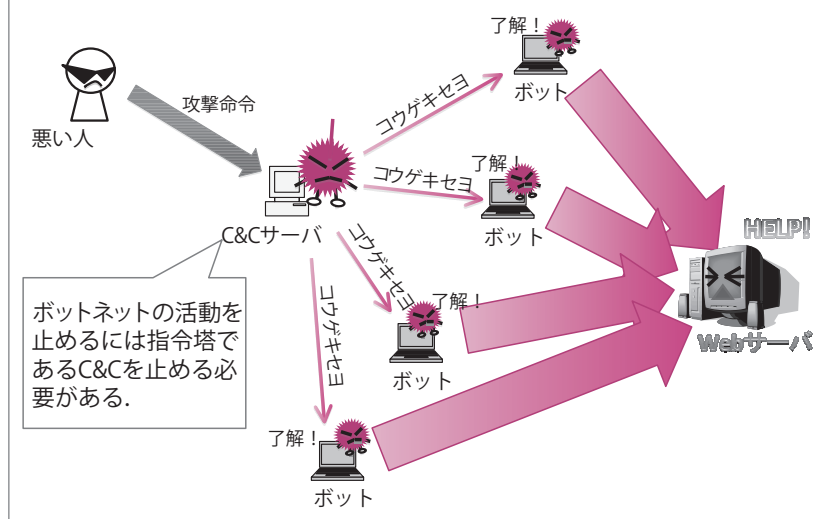 了解！
ボット
コウゲキセヨ
攻撃命令
悪い人
了解！
コウゲキセヨ
ボット
HELP!
C&Cサーバ
コウゲキセヨ
コウゲキセヨ
了解！
ボット
Webサーバ
ボットネットの活動を
止めるには指令塔で
あるC&Cを止める必
要がある．
了解！
ボット